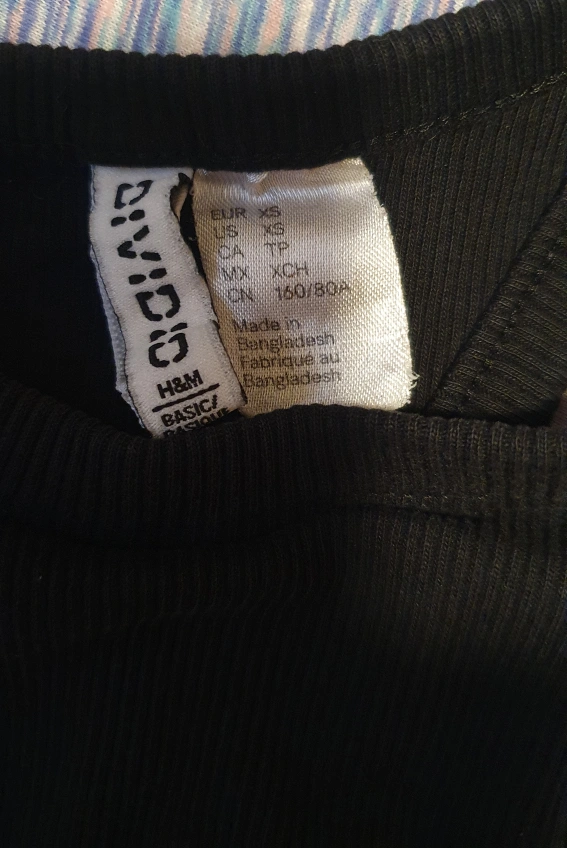 DIVIDED
H&M
BASIC/
BASIQUE
EUR XS
US XS
CA TP
MX XCH
CN 160/80A
Made in
Bangladesh
Fabriqué au
Bangladesh